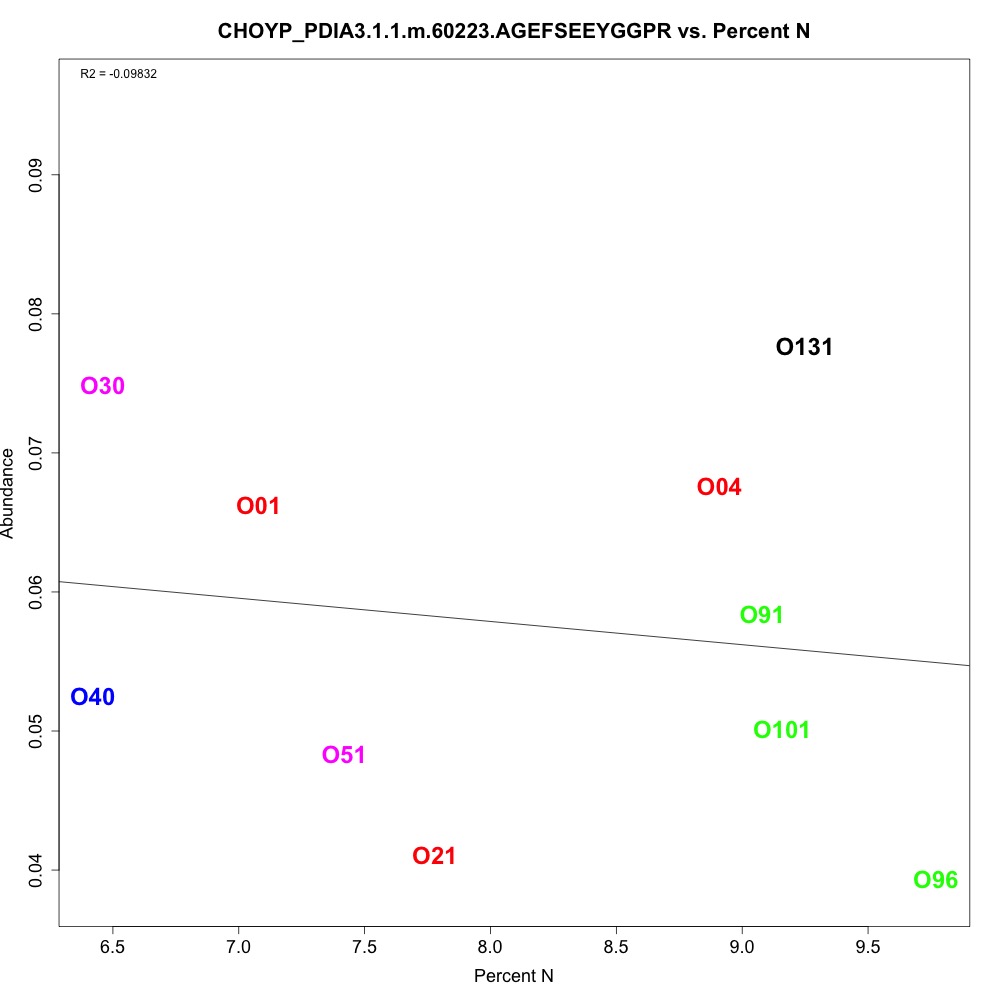 CHOYP_PDIA3.1.1.m.60223.AGEFSEEYGGPR vs. Percent N
R2 = -0.09832
0.09
0.08
O131
O30
0.07
Abundance
O04
O01
0.06
O91
O40
0.05
O101
O51
O21
0.04
O96
6.5 7.0 7.5 8.0 8.5 9.0 9.5
Percent N